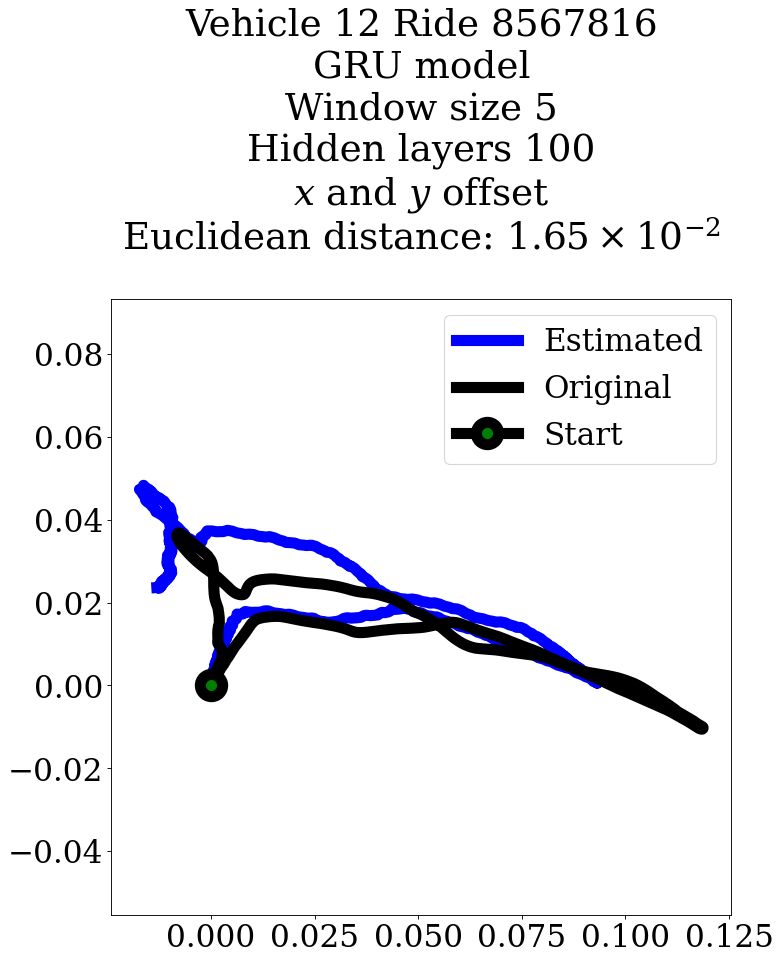 Vehicle 12 Ride 8567816
GRU model
Window size 5
Hidden layers 100
x and y offset
Euclidean distance: 1.65 × 10⁻²
Estimated
Original
Start
0.08
0.06
0.04
0.02
0.00
−0.02
−0.04
0.000 0.025 0.050 0.075 0.100 0.125